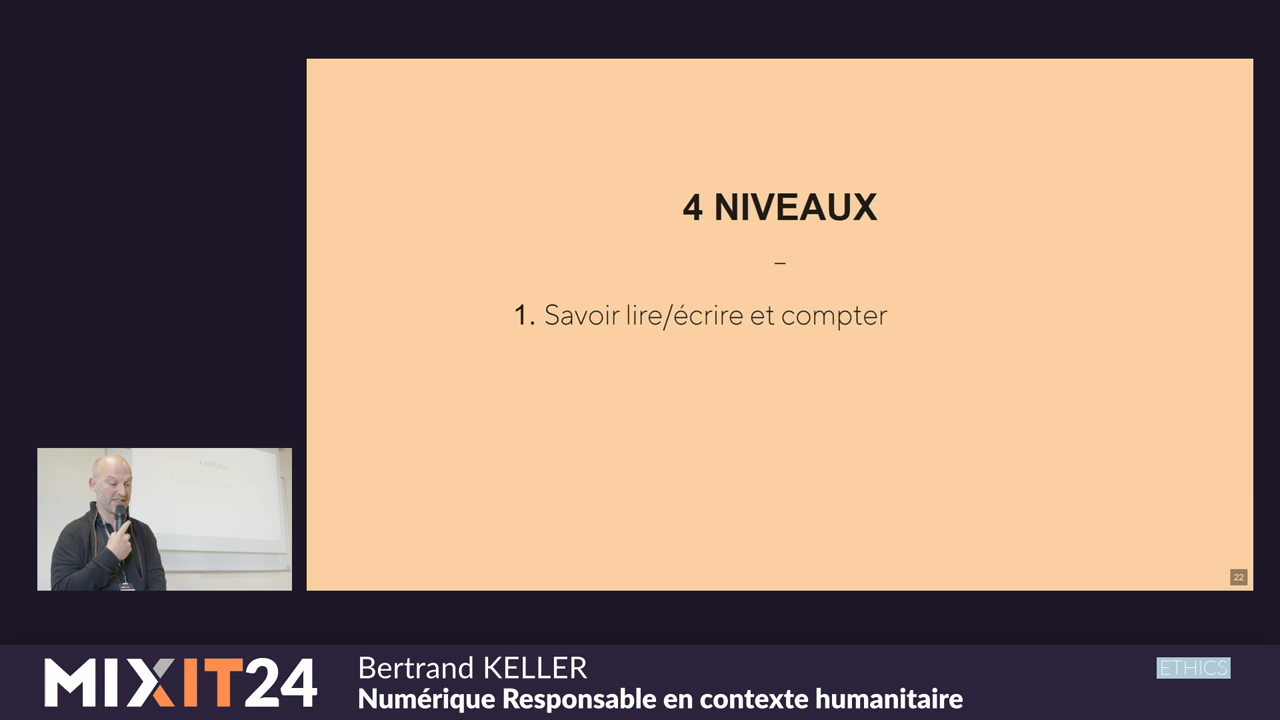 4 NIVEAUX
–
1. Savoir lire/écrire et compter
22
MIXIT24
Bertrand KELLER
Numérique Responsable en contexte humanitaire
ETHICS